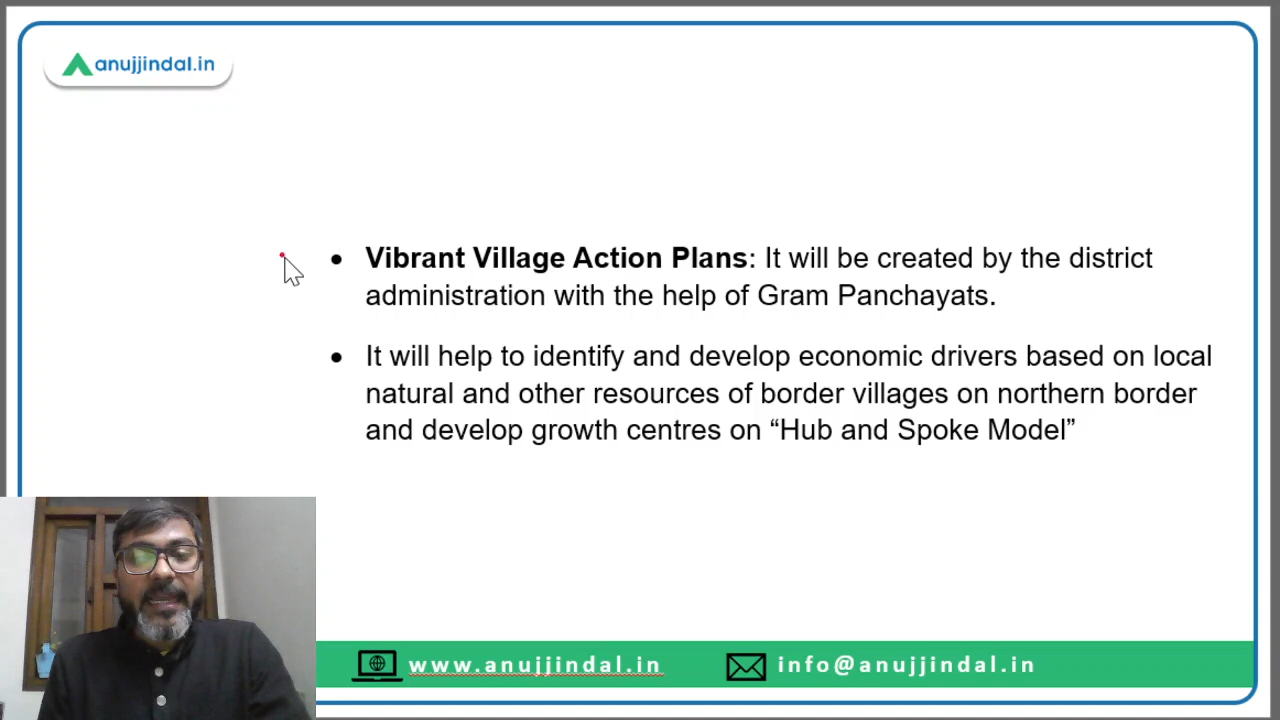 anujjindal.in
• Vibrant Village Action Plans: It will be created by the district
administration with the help of Gram Panchayats.
• It will help to identify and develop economic drivers based on local
natural and other resources of border villages on northern border
and develop growth centres on “Hub and Spoke Model”
www.anujjindal.in
info@anujjindal.in